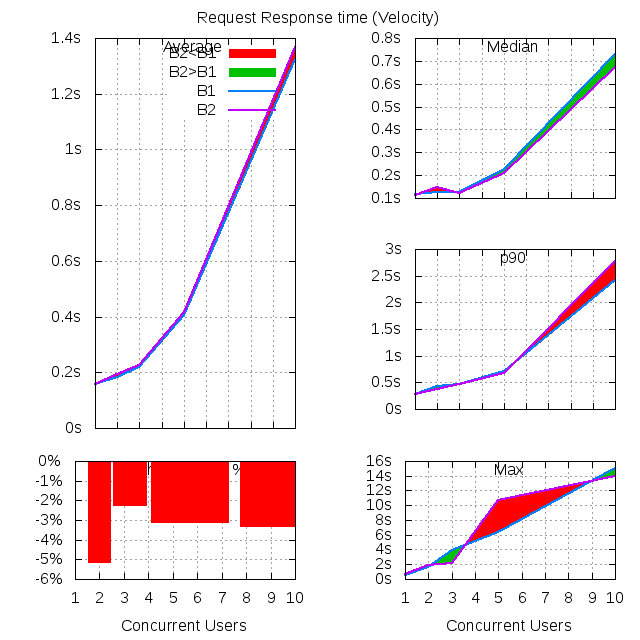 Request Response time (Velocity)
Average
B2<B1
B2>B1
B1
B2
1.4s
1.2s
1s
0.8s
0.6s
0.4s
0.2s
0s
Median
0.8s
0.7s
0.6s
0.5s
0.4s
0.3s
0.2s
0.1s
p90
3s
2.5s
2s
1.5s
1s
0.5s
0s
%
0%
-1%
-2%
-3%
-4%
-5%
-6%
1 2 3 4 5 6 7 8 9 10
Concurrent Users
Max
16s
14s
12s
10s
8s
6s
4s
2s
0s
1 2 3 4 5 6 7 8 9 10
Concurrent Users